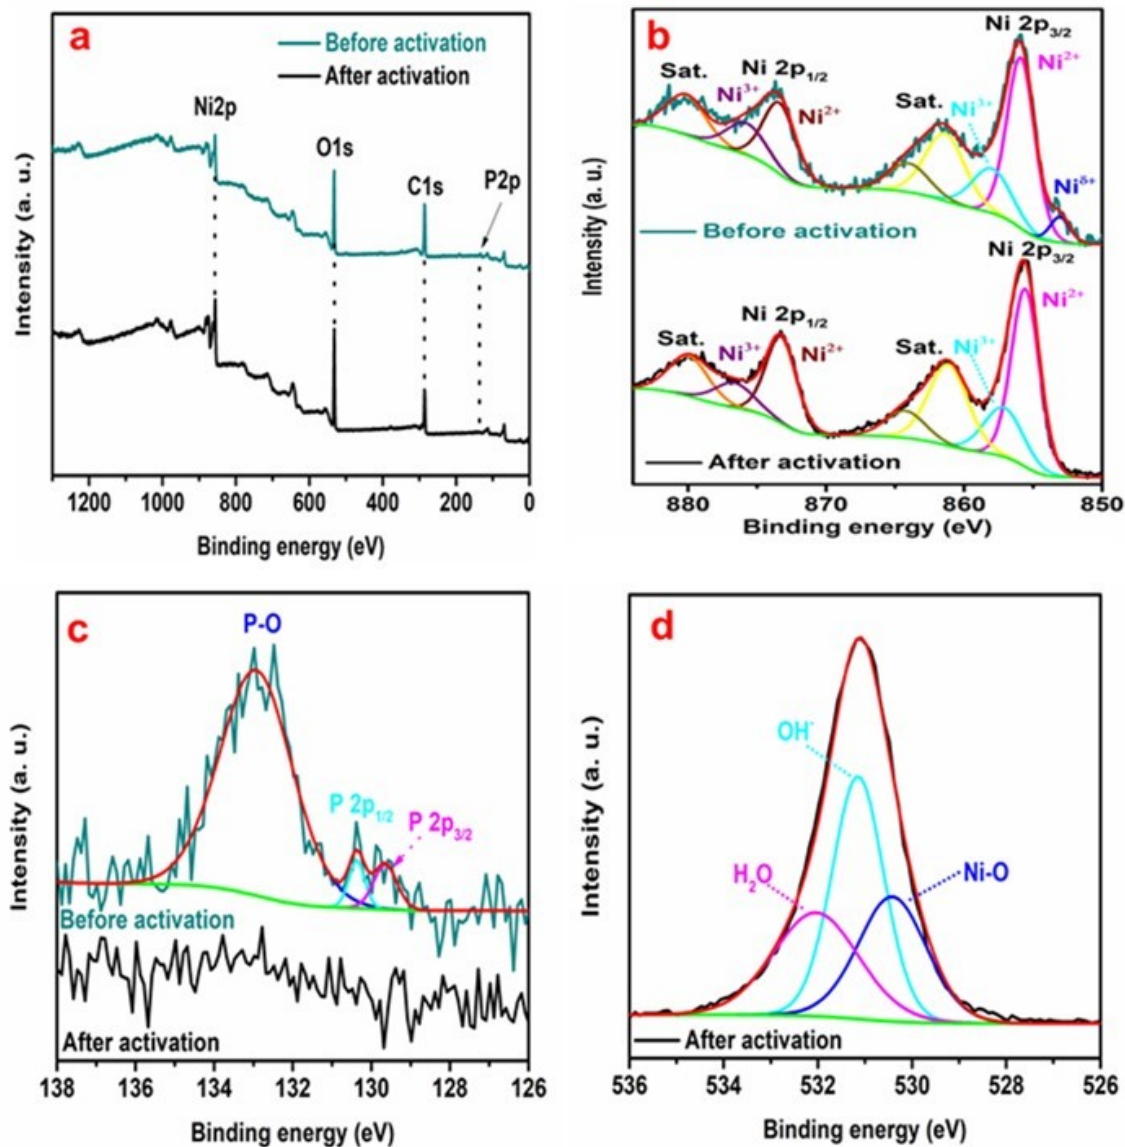 a
Before activation
After activation
Ni2p
O1s
C1s
P2p
Intensity (a. u.)
1200 1000 800 600 400 200 0
Binding energy (eV)
b
Ni 2p3/2
Ni2+
Sat.
Ni3+
Ni 2p1/2
Ni2+
Sat.
Ni3+
Niδ+
Before activation
Ni 2p3/2
Ni2+
Sat.
Ni3+
Ni 2p1/2
Ni2+
Sat.
Ni3+
After activation
Intensity (a. u.)
880 870 860 850
Binding energy (eV)
c
P-O
P 2p1/2
P 2p3/2
Before activation
After activation
Intensity (a. u.)
138 136 134 132 130 128 126
Binding energy (eV)
d
OH-
H2O
Ni-O
After activation
Intensity (a. u.)
536 534 532 530 528 526
Binding energy (eV)